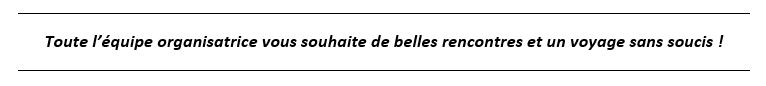 Toute l’équipe organisatrice vous souhaite de belles rencontres et un voyage sans soucis !